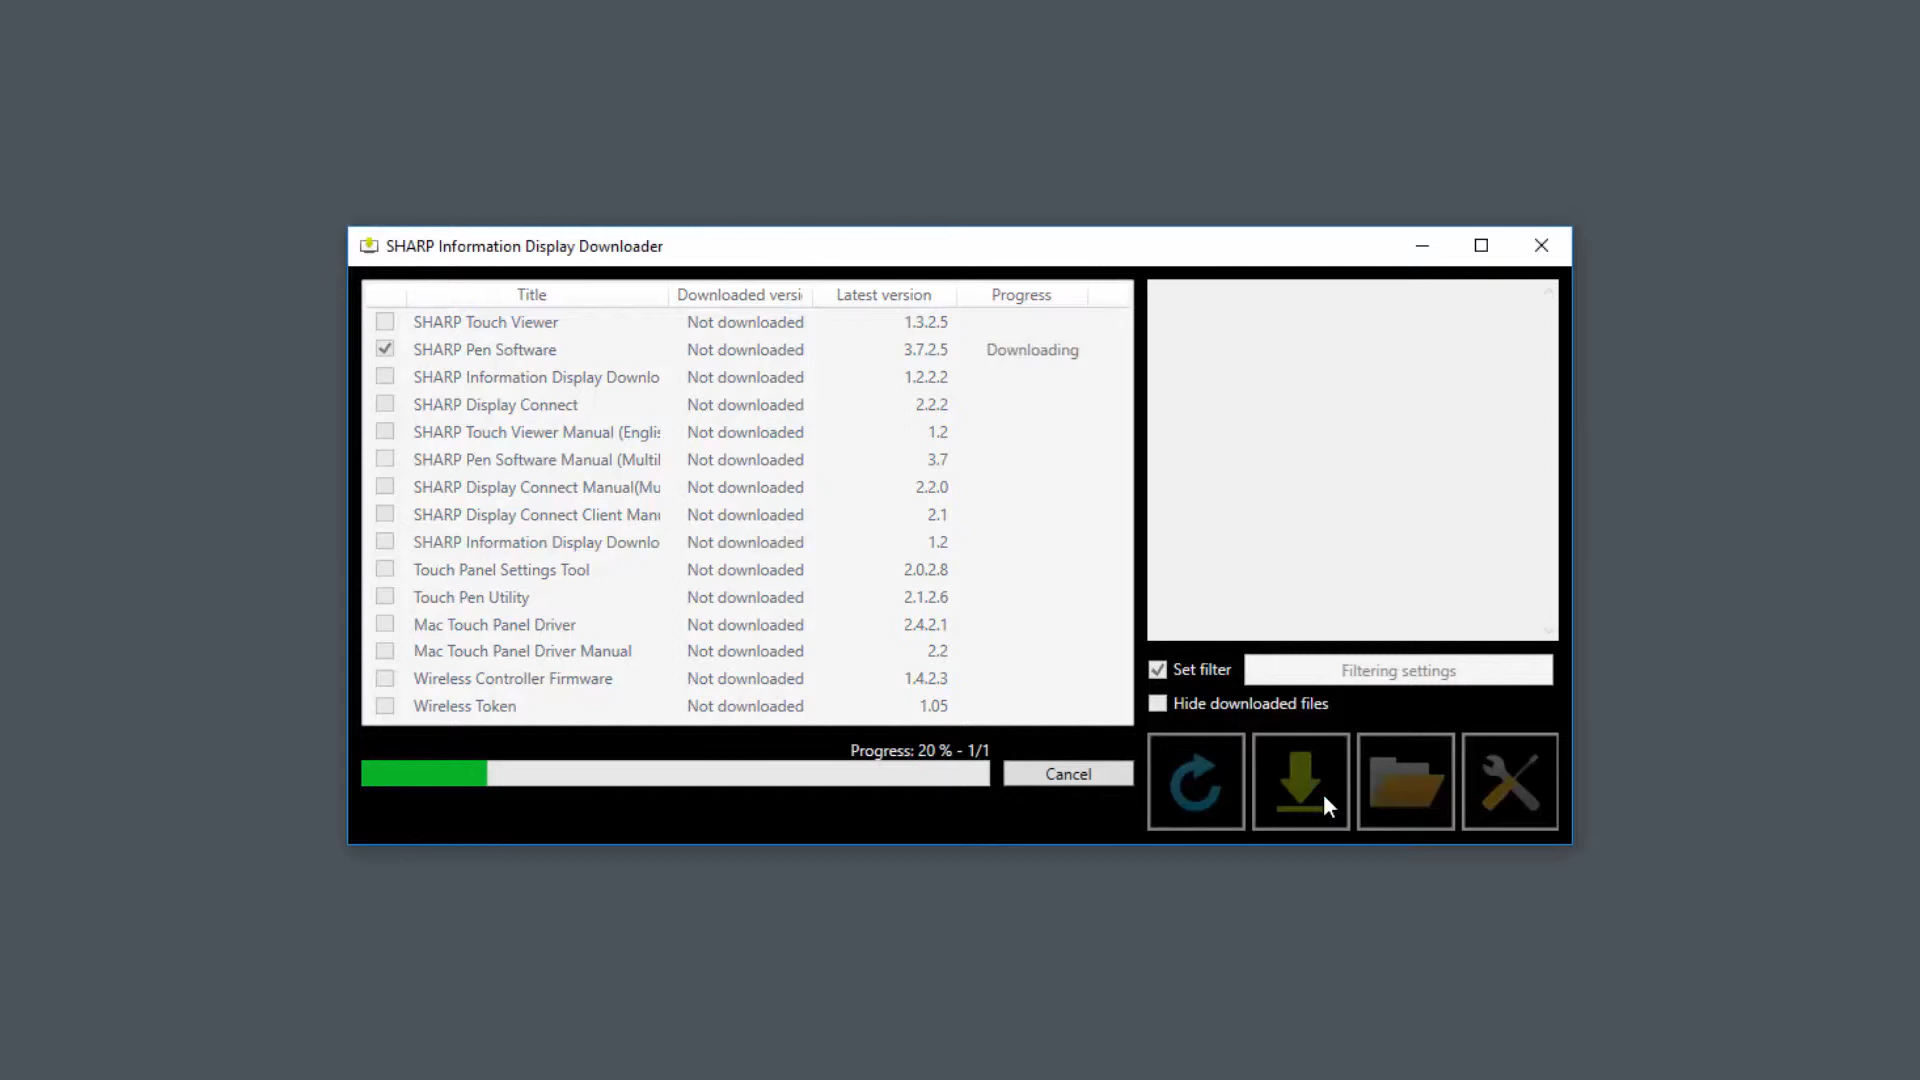 SHARP Information Display Downloader
Title Downloaded versi Latest version Progress
SHARP Touch Viewer Not downloaded 1.3.2.5
SHARP Pen Software Not downloaded 3.7.2.5 Downloading
SHARP Information Display Downlo Not downloaded 1.2.2.2
SHARP Display Connect Not downloaded 2.2.2
SHARP Touch Viewer Manual (Englis Not downloaded 1.2
SHARP Pen Software Manual (Multil Not downloaded 3.7
SHARP Display Connect Manual(Mu Not downloaded 2.2.0
SHARP Display Connect Client Manu Not downloaded 2.1
SHARP Information Display Downlo Not downloaded 1.2
Touch Panel Settings Tool Not downloaded 2.0.2.8
Touch Pen Utility Not downloaded 2.1.2.6
Mac Touch Panel Driver Not downloaded 2.4.2.1
Mac Touch Panel Driver Manual Not downloaded 2.2
Wireless Controller Firmware Not downloaded 1.4.2.3
Wireless Token Not downloaded 1.05
Set filter Filtering settings
Hide downloaded files
Progress: 20 % - 1/1
Cancel